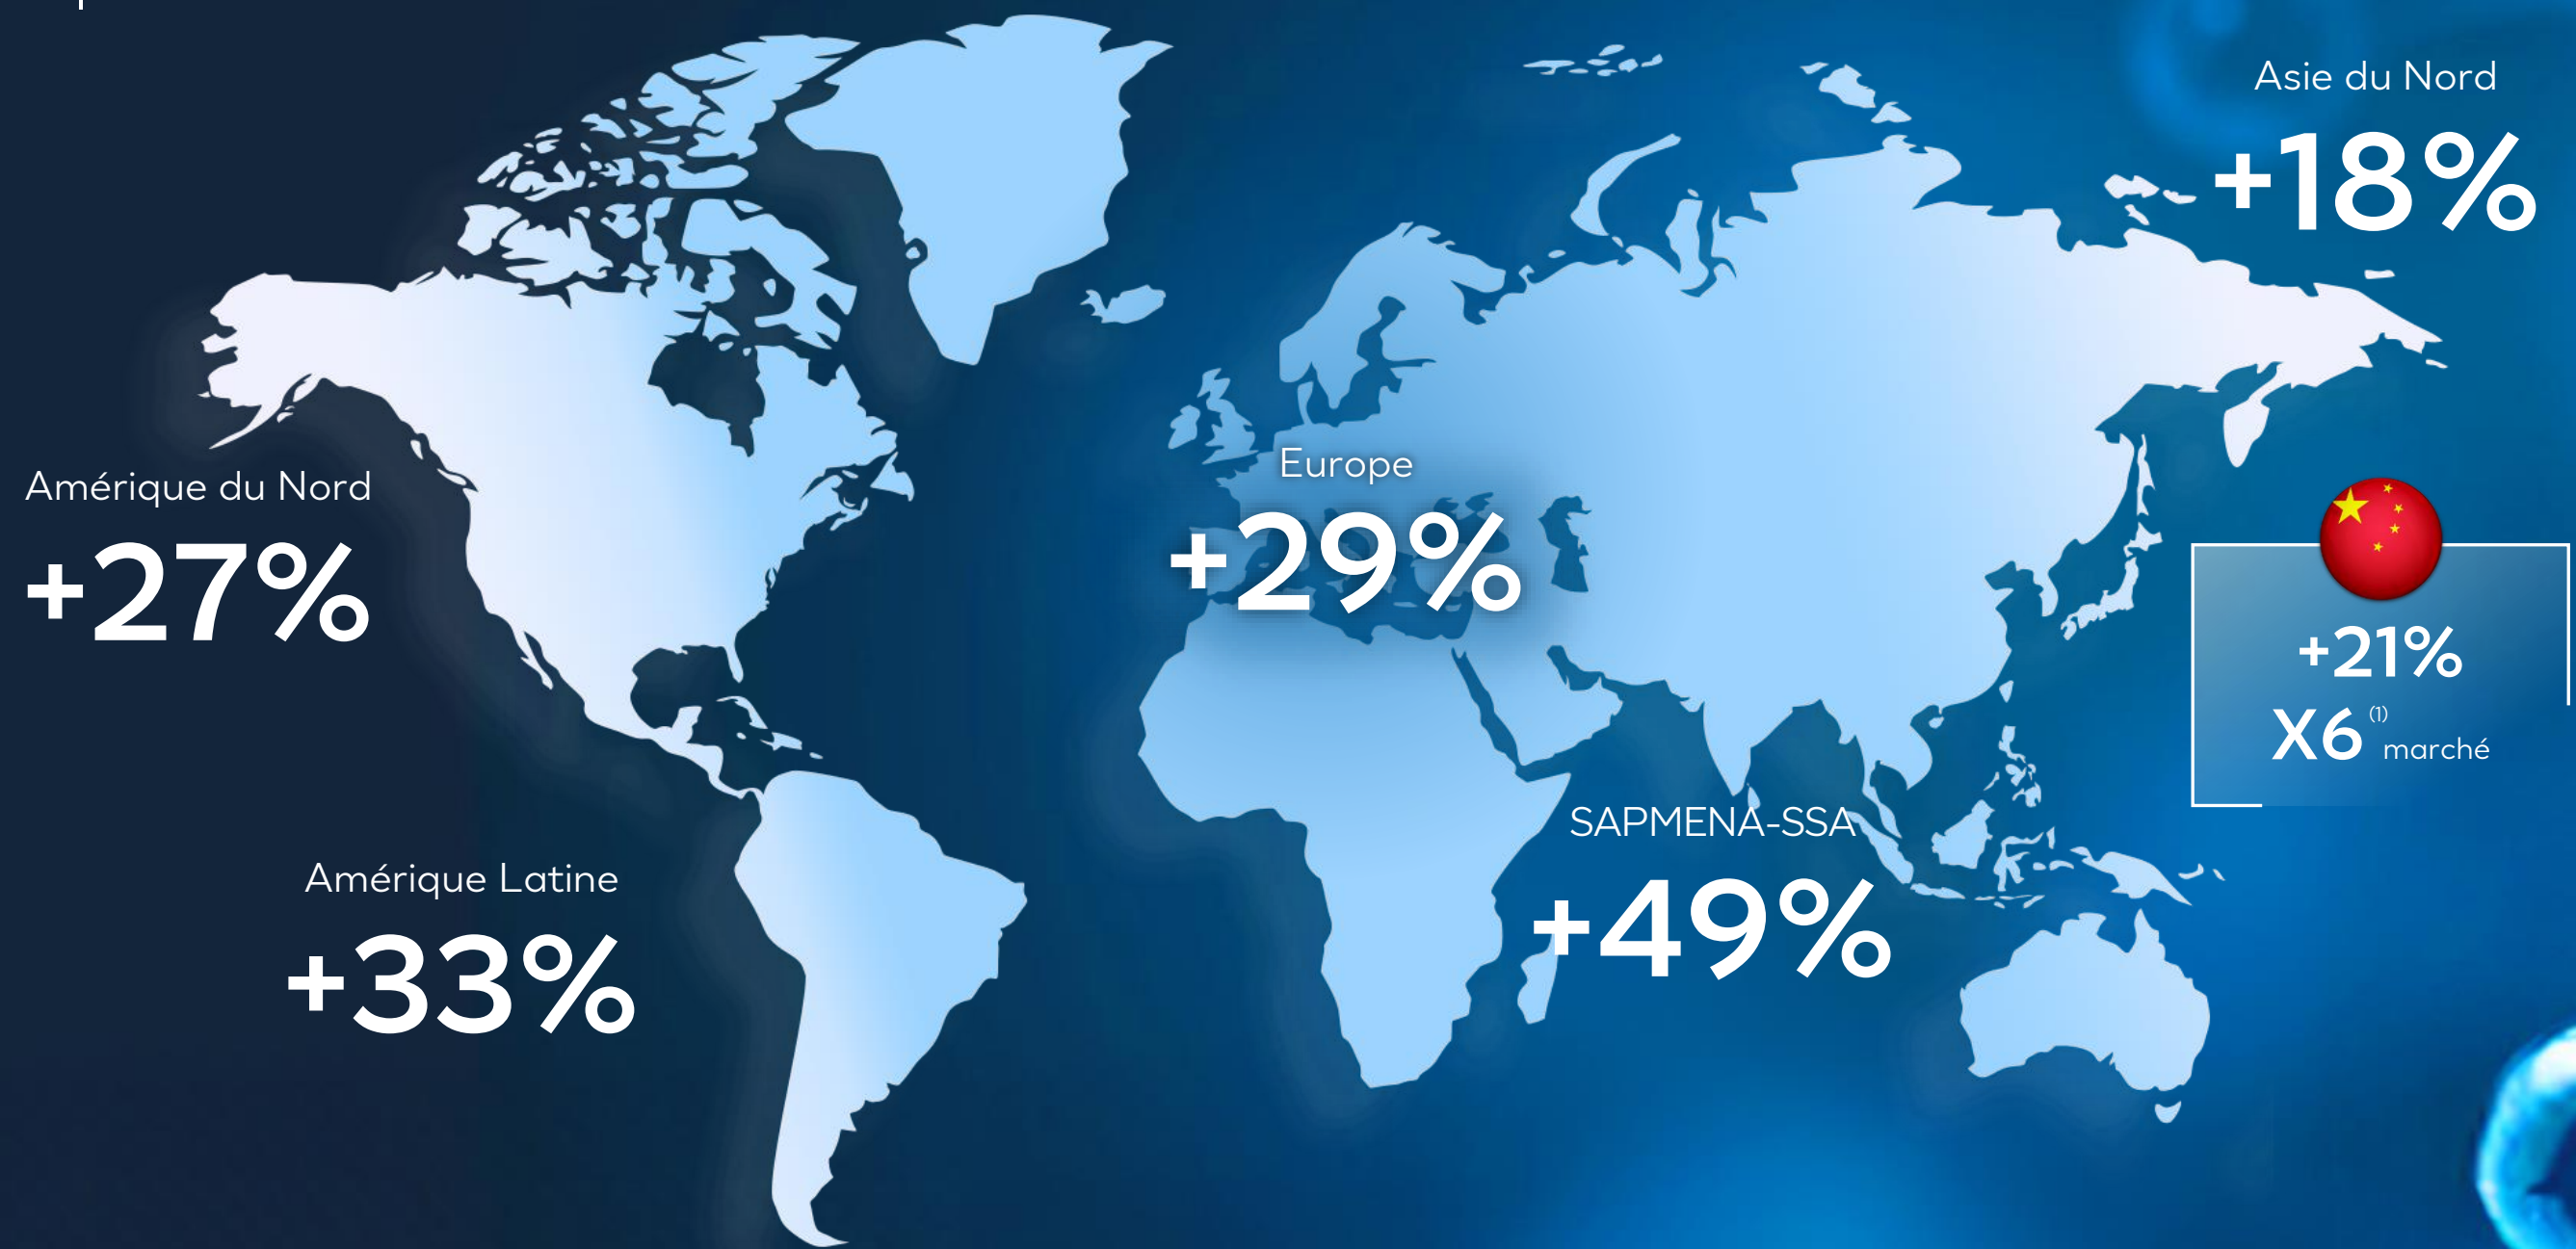 Asie du Nord
+18%
Amérique du Nord
+27%
Europe
+29%
+21%
X6 (1) marché
SAPMENA-SSA
+49%
Amérique Latine
+33%